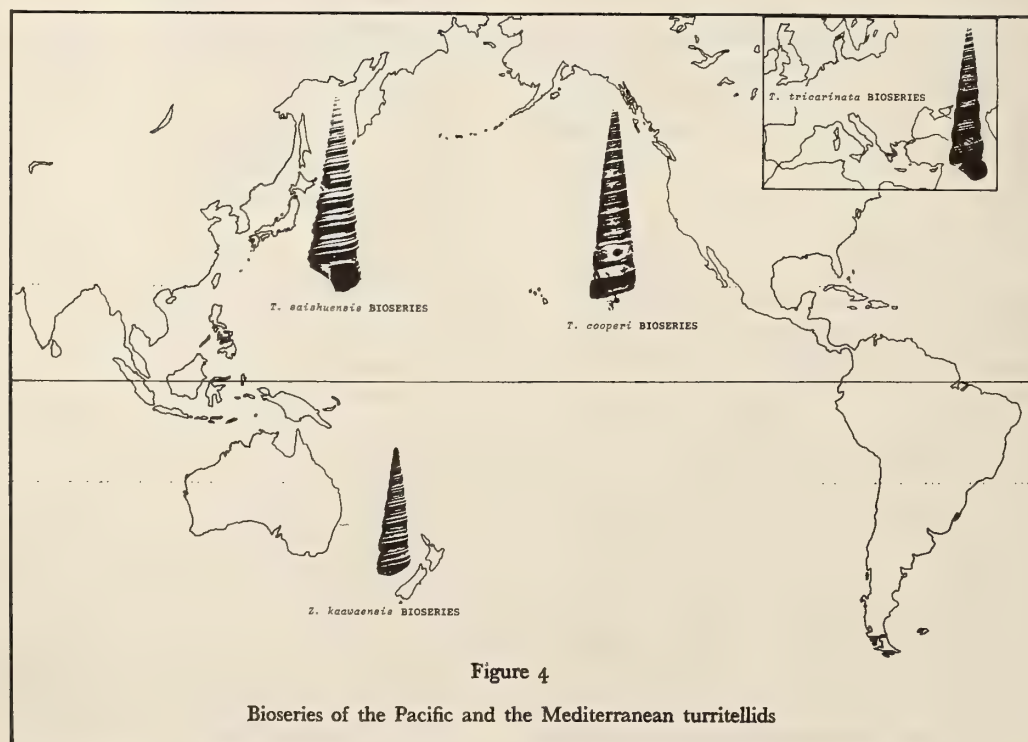 T. tricarinata BIOSERIES
T. saishuensis BIOSERIES
T. cooperi BIOSERIES
Z. kaawaensis BIOSERIES
Figure 4
Bioseries of the Pacific and the Mediterranean turritellids